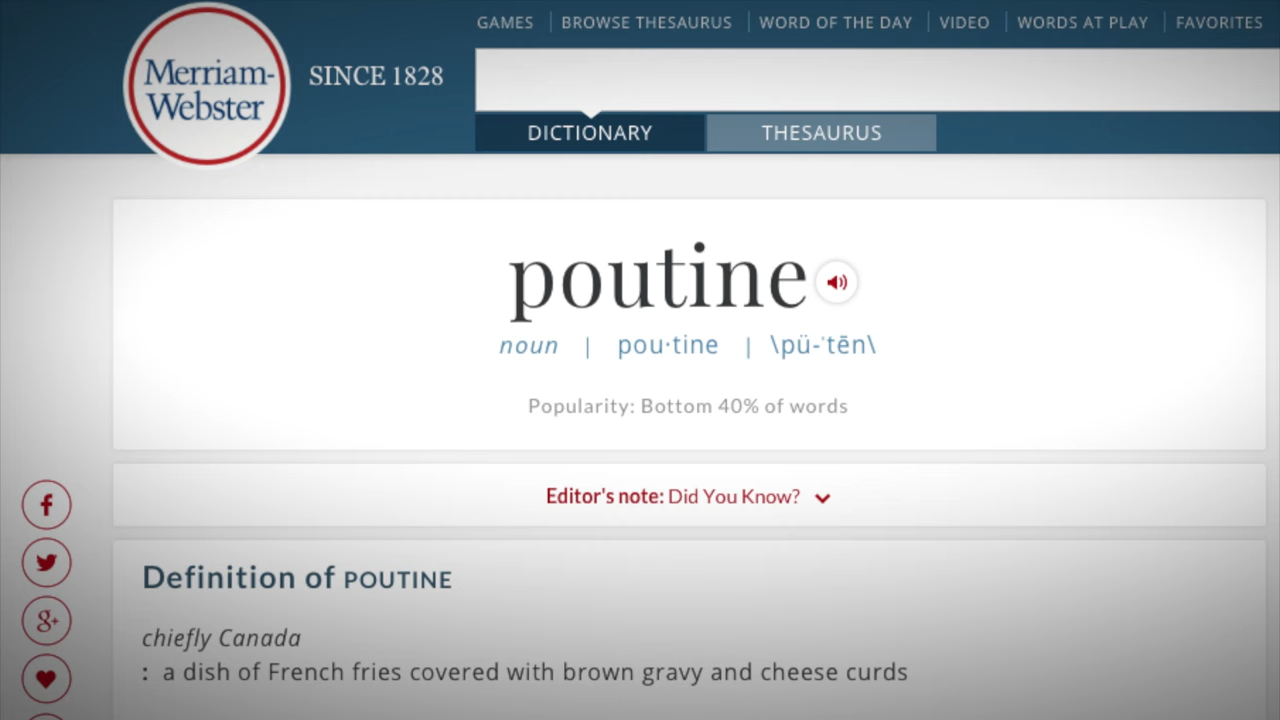 GAMES | BROWSE THESAURUS | WORD OF THE DAY | VIDEO | WORDS AT PLAY | FAVORITES
Merriam-
Webster
SINCE 1828
DICTIONARY THESAURUS
poutine
noun | pou·tine | \pü-ˈtēn\
Popularity: Bottom 40% of words
Editor's note: Did You Know?
Definition of POUTINE
chiefly Canada
: a dish of French fries covered with brown gravy and cheese curds
f
g+